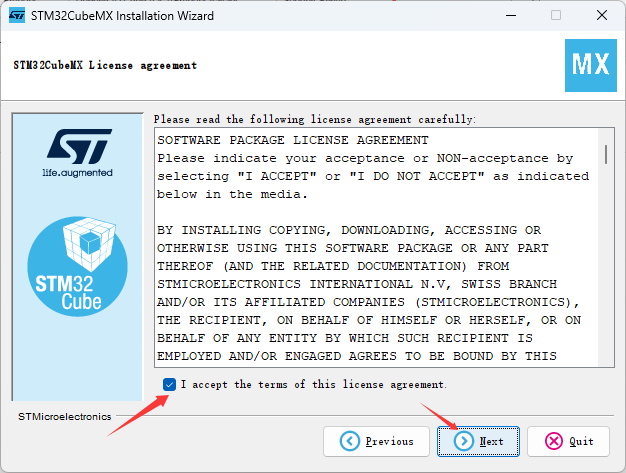 STM32CubeMX Installation Wizard
STM32CubeMX License agreement
MX
life.augmented
STM32
Cube
Please read the following license agreement carefully:
SOFTWARE PACKAGE LICENSE AGREEMENT
Please indicate your acceptance or NON-acceptance by
selecting "I ACCEPT" or "I DO NOT ACCEPT" as indicated
below in the media.
BY INSTALLING COPYING, DOWNLOADING, ACCESSING OR
OTHERWISE USING THIS SOFTWARE PACKAGE OR ANY PART
THEREOF (AND THE RELATED DOCUMENTATION) FROM
STMICROELECTRONICS INTERNATIONAL N.V, SWISS BRANCH
AND/OR ITS AFFILIATED COMPANIES (STMICROELECTRONICS),
THE RECIPIENT, ON BEHALF OF HIMSELF OR HERSELF, OR ON
BEHALF OF ANY ENTITY BY WHICH SUCH RECIPIENT IS
EMPLOYED AND/OR ENGAGED AGREES TO BE BOUND BY THIS
I accept the terms of this license agreement.
STMicroelectronics
Previous
Next
Quit